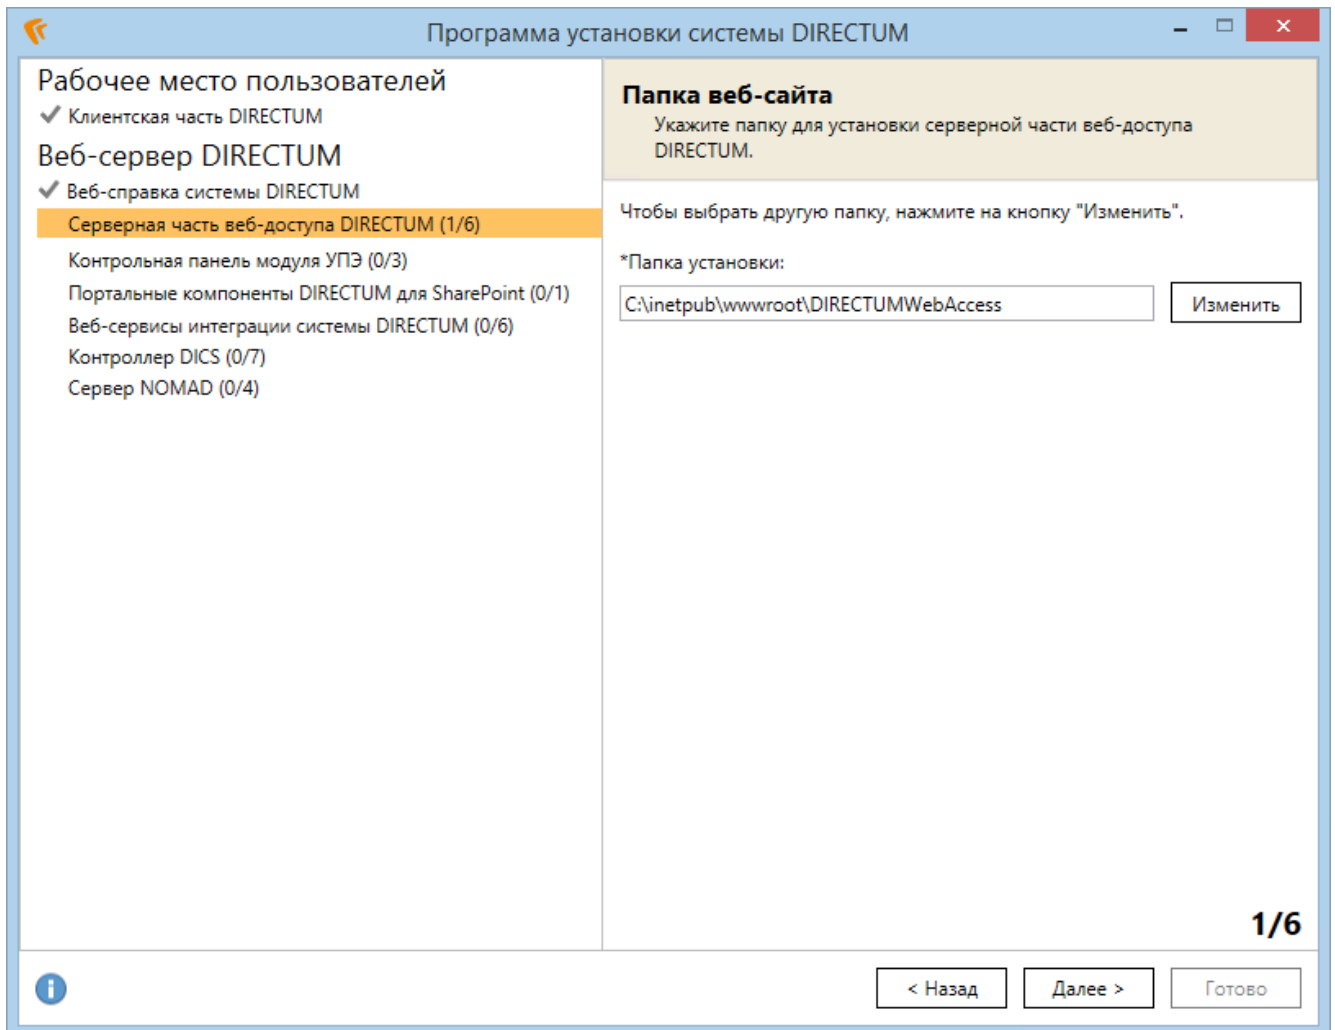 Программа установки системы DIRECTUM
Рабочее место пользователей
Клиентская часть DIRECTUM
Веб-сервер DIRECTUM
Веб-справка системы DIRECTUM
Серверная часть веб-доступа DIRECTUM (1/6)
Контрольная панель модуля УПЭ (0/3)
Портальные компоненты DIRECTUM для SharePoint (0/1)
Веб-сервисы интеграции системы DIRECTUM (0/6)
Контроллер DICS (0/7)
Сервер NOMAD (0/4)
Папка веб-сайта
Укажите папку для установки серверной части веб-доступа
DIRECTUM.
Чтобы выбрать другую папку, нажмите на кнопку "Изменить".
*Папка установки:
C:\inetpub\wwwroot\DIRECTUMWebAccess
Изменить
1/6
< Назад
Далее >
Готово